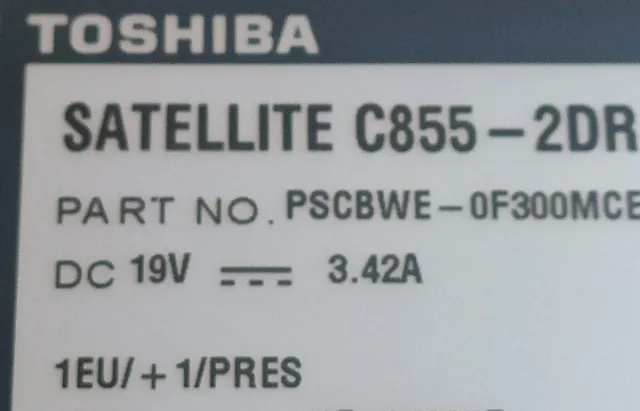 TOSHIBA
SATELLITE C855-2DR
PART NO. PSCBWE-0F300MCE
DC 19V ⎓ 3.42A
1EU/+1/PRES